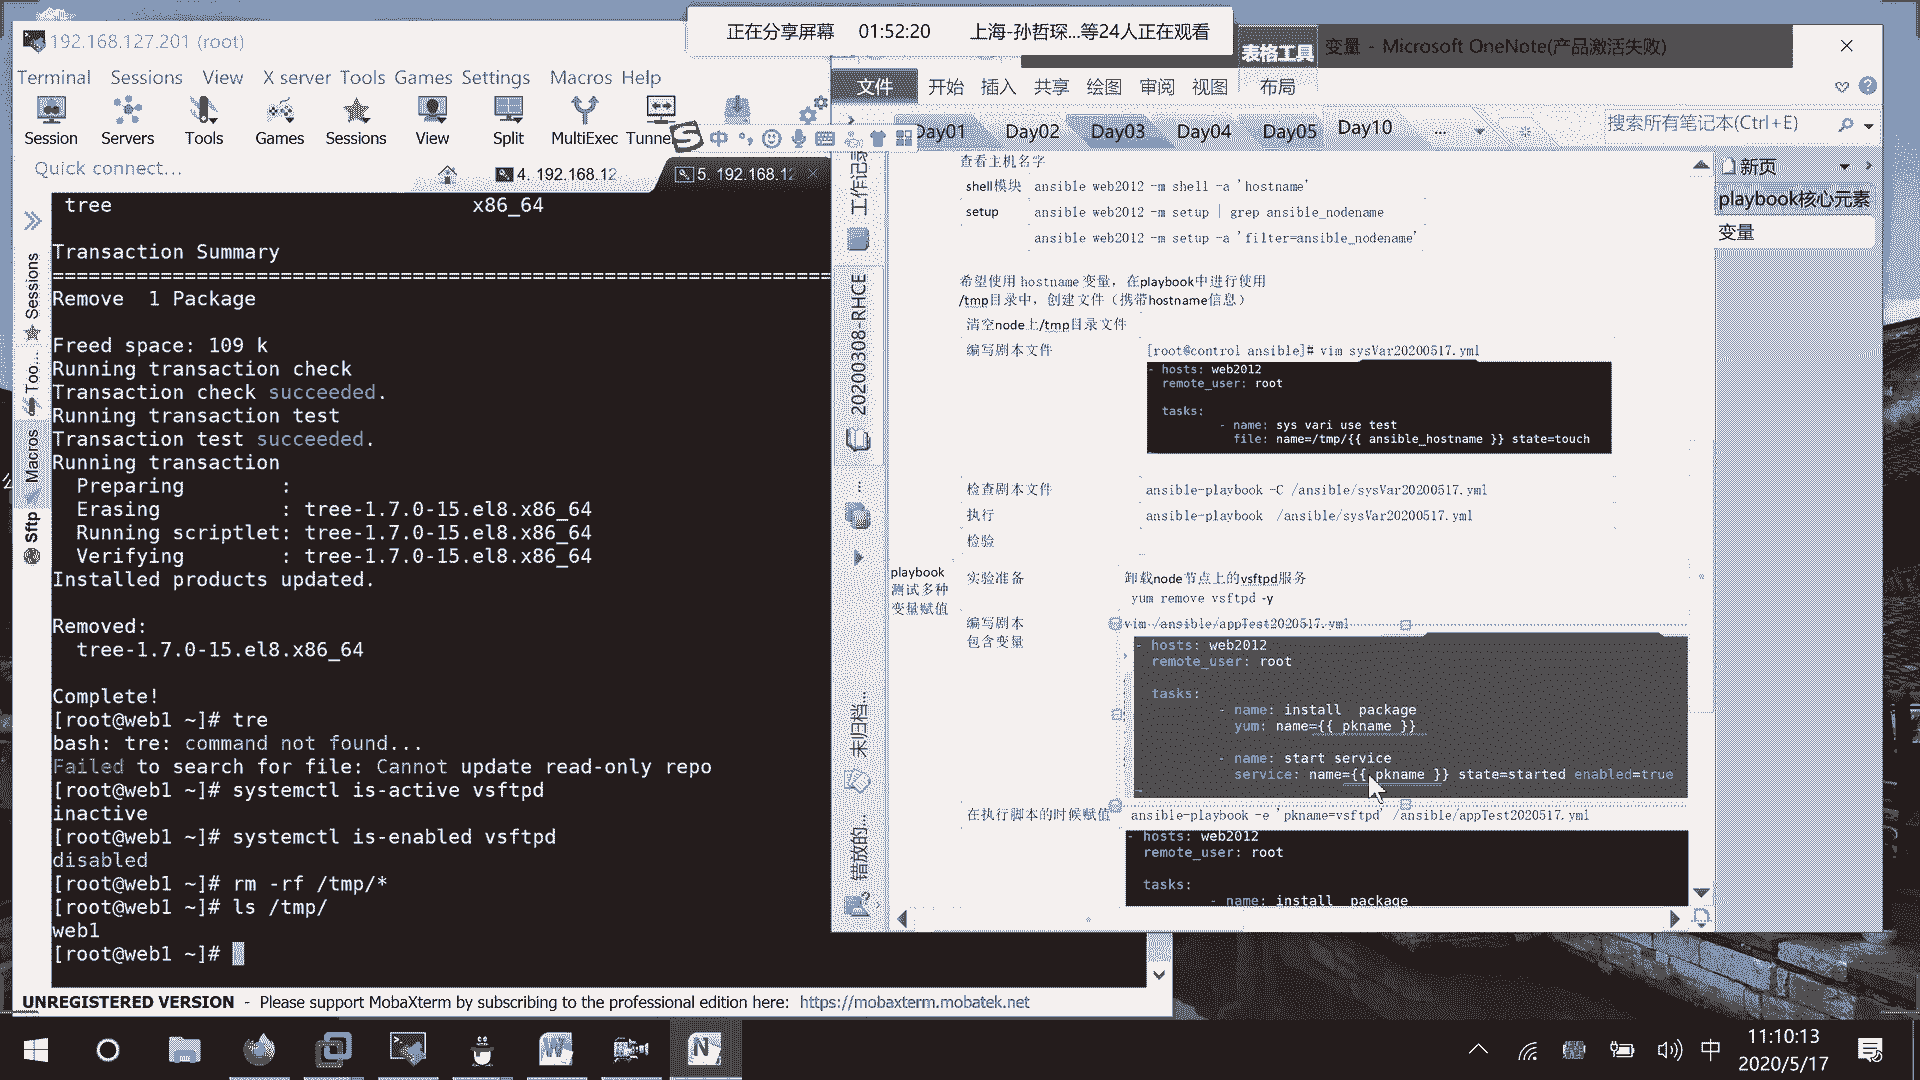 正在分享屏幕 01:52:20 上海-孙哲琛...等24人正在观看
192.168.127.201 (root)
Terminal Sessions View X server Tools Games Settings Macros Help
Session Servers Tools Games Sessions View Split MultiExec Tunne
Quick connect...
4. 192.168.12
5. 192.168.12
Sessions
Too...
Macros
Sftp
tree x86_64
Transaction Summary
Remove 1 Package
Freed space: 109 k
Running transaction check
Transaction check succeeded.
Running transaction test
Transaction test succeeded.
Running transaction
Preparing :
Erasing : tree-1.7.0-15.el8.x86_64
Running scriptlet: tree-1.7.0-15.el8.x86_64
Verifying : tree-1.7.0-15.el8.x86_64
Installed products updated.
Removed:
tree-1.7.0-15.el8.x86_64
Complete!
[root@web1 ~]# tre
bash: tre: command not found...
Failed to search for file: Cannot update read-only repo
[root@web1 ~]# systemctl is-active vsftpd
inactive
[root@web1 ~]# systemctl is-enabled vsftpd
disabled
[root@web1 ~]# rm -rf /tmp/*
[root@web1 ~]# ls /tmp/
web1
[root@web1 ~]#
UNREGISTERED VERSION - Please support MobaXterm by subscribing to the professional edition here: https://mobaxterm.mobatek.net
表格工具 变量 - Microsoft OneNote(产品激活失败)
文件 开始 插入 共享 绘图 审阅 视图 布局
中
Day01 Day02 Day03 Day04 Day05 Day10 ...
搜索所有笔记本(Ctrl+E)
工作记录
20200308-RHCE
未归档...
错放的...
新页
playbook核心元素
变量
查看主机名字
shell模块 ansible web2012 -m shell -a 'hostname'
setup ansible web2012 -m setup | grep ansible_nodename
ansible web2012 -m setup -a 'filter=ansible_nodename'
希望使用 hostname 变量，在playbook中进行使用
/tmp目录中，创建文件（携带hostname信息）
清空node上/tmp目录文件
编写剧本文件 [root@control ansible]# vim sysVar20200517.yml
- hosts: web2012
remote_user: root
tasks:
- name: sys vari use test
file: name=/tmp/{{ ansible_hostname }} state=touch
检查剧本文件 ansible-playbook -C /ansible/sysVar20200517.yml
执行 ansible-playbook /ansible/sysVar20200517.yml
检验
playbook
测试多种
变量赋值
实验准备 卸载node节点上的vsftpd服务
yum remove vsftpd -y
编写剧本 vim /ansible/appTest2020517.yml
包含变量
- hosts: web2012
remote_user: root
tasks:
- name: install package
yum: name={{ pkname }}
- name: start service
service: name={{ pkname }} state=started enabled=true
在执行脚本的时候赋值 ansible-playbook -e 'pkname=vsftpd' /ansible/appTest2020517.yml
- hosts: web2012
remote_user: root
tasks:
- name: install package
中
11:10:13
2020/5/17